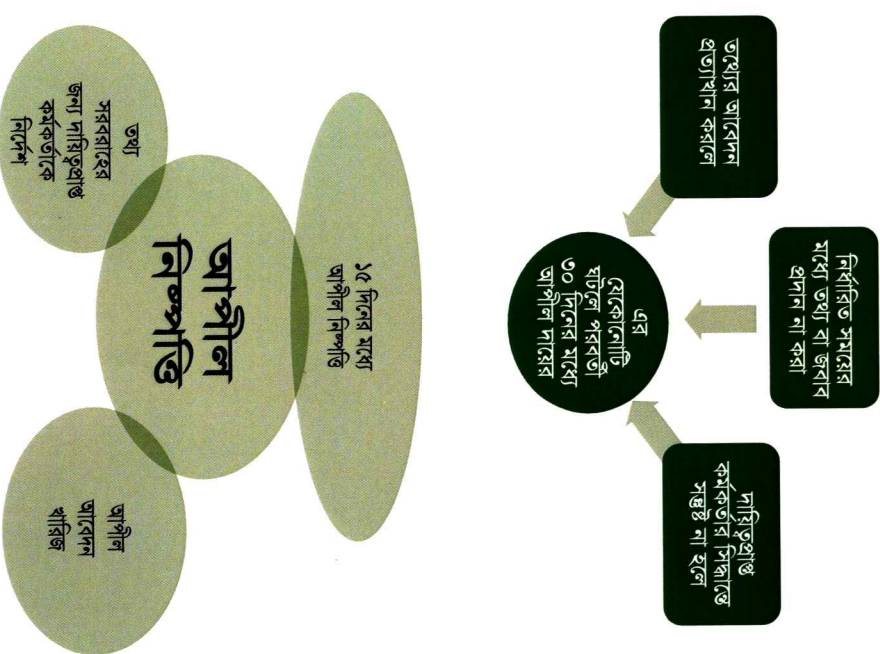 তথ্যের আবেদন
প্রত্যাখান করলে
নির্ধারিত সময়ের
মধ্যে তথ্য বা জবাব
প্রদান না করা
দায়িত্বপ্রাপ্ত
কর্মকর্তার সিদ্ধান্তে
সন্তুষ্ট না হলে
এর
যেকোনোটি
ঘটলে পরবর্তী
৩০ দিনের মধ্যে
আপীল দায়ের
১৫ দিনের মধ্যে
আপীল নিষ্পত্তি
আপীল
নিষ্পত্তি
তথ্য
সরবরাহের
জন্য দায়িত্বপ্রাপ্ত
কর্মকর্তাকে
নির্দেশ
আপীল
আবেদন
খারিজ